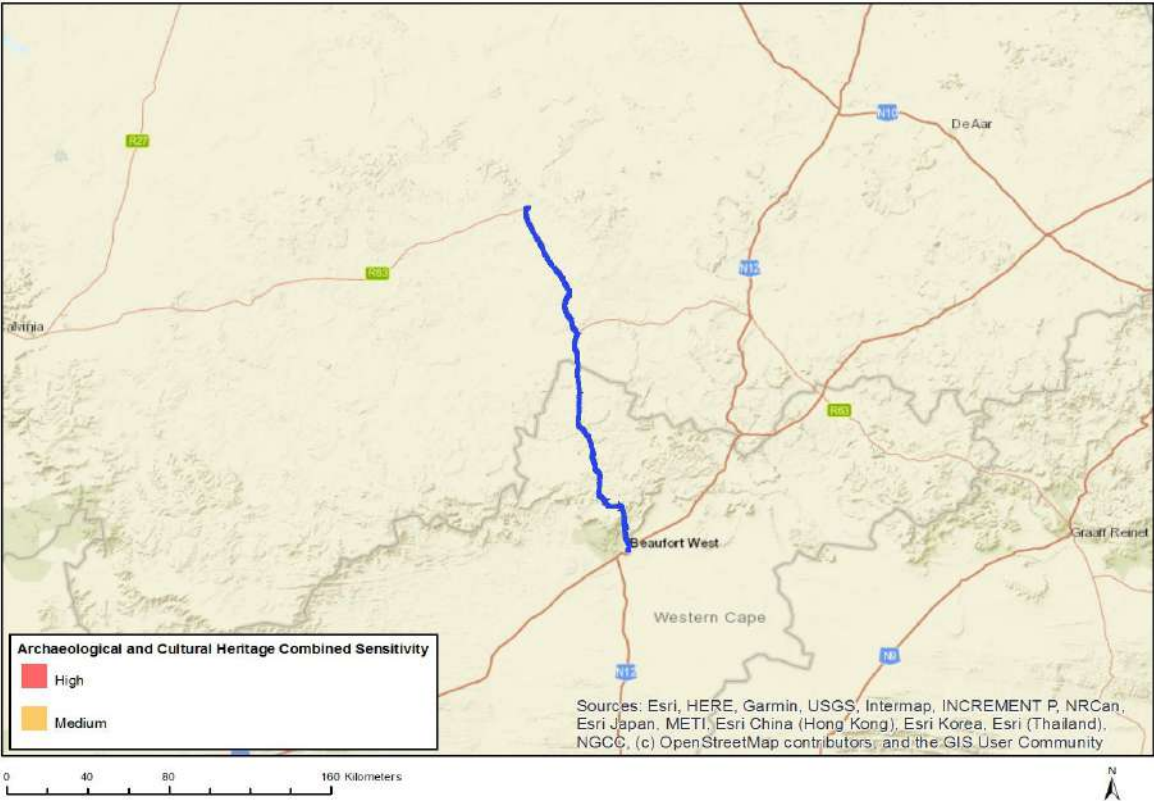 N10
De Aar
R27
N12
R63
alvinia
R63
Beaufort West
Graaff Reinet
Western Cape
N9
N12
Archaeological and Cultural Heritage Combined Sensitivity
High
Medium
Sources: Esri, HERE, Garmin, USGS, Intermap, INCREMENT P, NRCan,
Esri Japan, METI, Esri China (Hong Kong), Esri Korea, Esri (Thailand),
NGCC, (c) OpenStreetMap contributors, and the GIS User Community
0 40 80 160 Kilometers
N